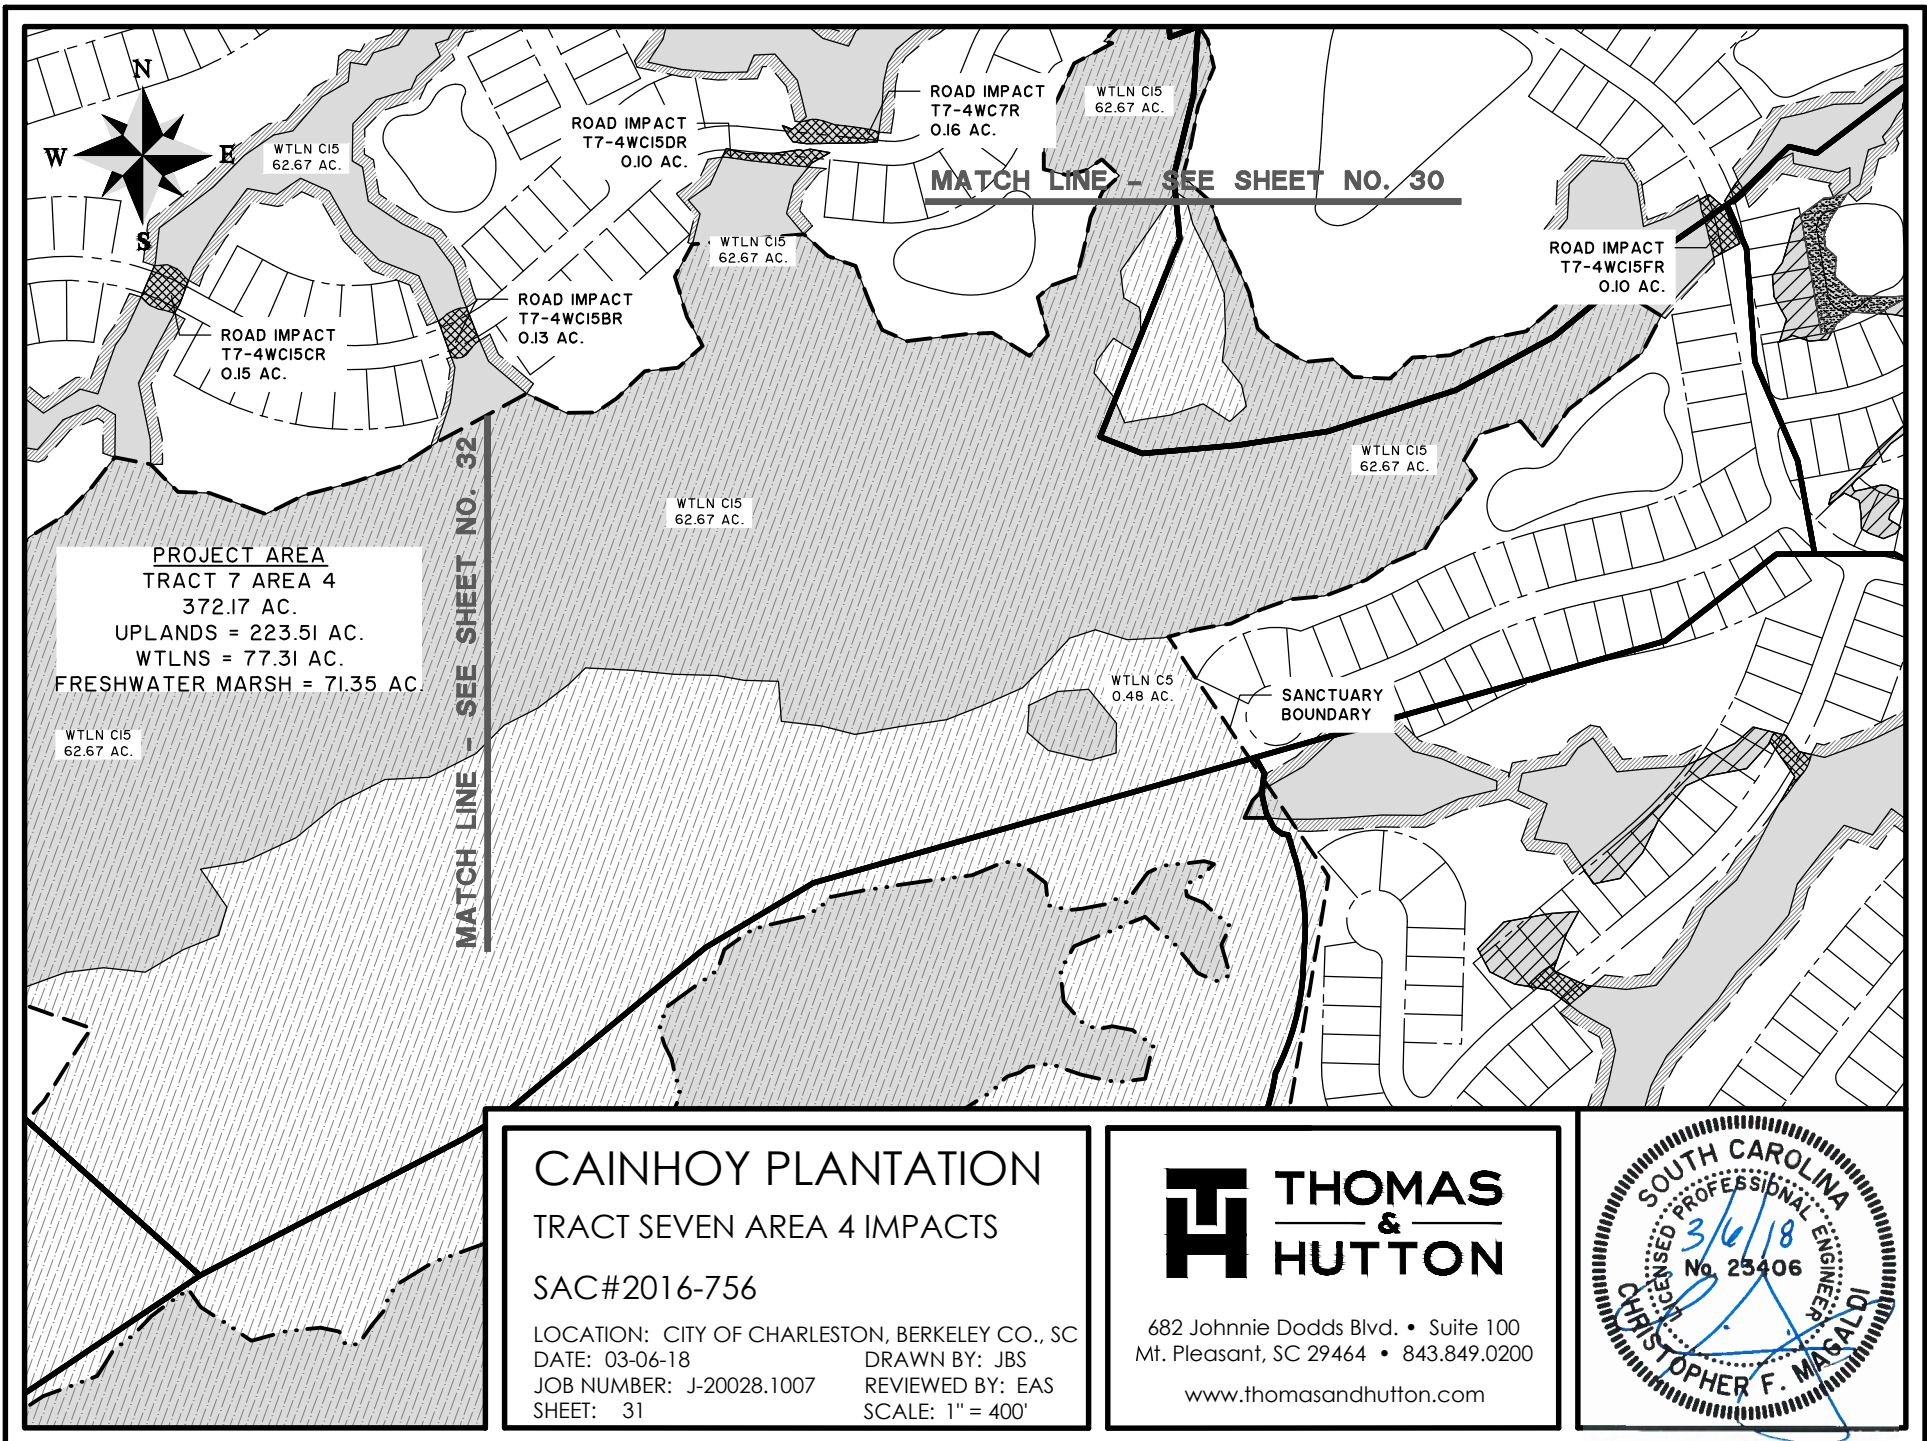 N
W
E
S
WTLN C15
62.67 AC.
ROAD IMPACT
T7-4WC15DR
0.10 AC.
ROAD IMPACT
T7-4WC7R
0.16 AC.
WTLN C15
62.67 AC.
MATCH LINE - SEE SHEET NO. 30
WTLN C15
62.67 AC.
ROAD IMPACT
T7-4WC15FR
0.10 AC.
ROAD IMPACT
T7-4WC15BR
0.13 AC.
ROAD IMPACT
T7-4WC15CR
0.15 AC.
WTLN C15
62.67 AC.
WTLN C15
62.67 AC.
MATCH LINE - SEE SHEET NO. 32
PROJECT AREA
TRACT 7 AREA 4
372.17 AC.
UPLANDS = 223.51 AC.
WTLNS = 77.31 AC.
FRESHWATER MARSH = 71.35 AC.
WTLN C5
0.48 AC.
SANCTUARY
BOUNDARY
WTLN C15
62.67 AC.
CAINHOY PLANTATION
TRACT SEVEN AREA 4 IMPACTS
SAC#2016-756
LOCATION: CITY OF CHARLESTON, BERKELEY CO., SC
DATE: 03-06-18 DRAWN BY: JBS
JOB NUMBER: J-20028.1007 REVIEWED BY: EAS
SHEET: 31 SCALE: 1" = 400'
TH
THOMAS
&
HUTTON
682 Johnnie Dodds Blvd. • Suite 100
Mt. Pleasant, SC 29464 • 843.849.0200
www.thomasandhutton.com
SOUTH CAROLINA
LICENSED PROFESSIONAL ENGINEER
3/6/18
No. 23406
CHRISTOPHER F. MAGALDI